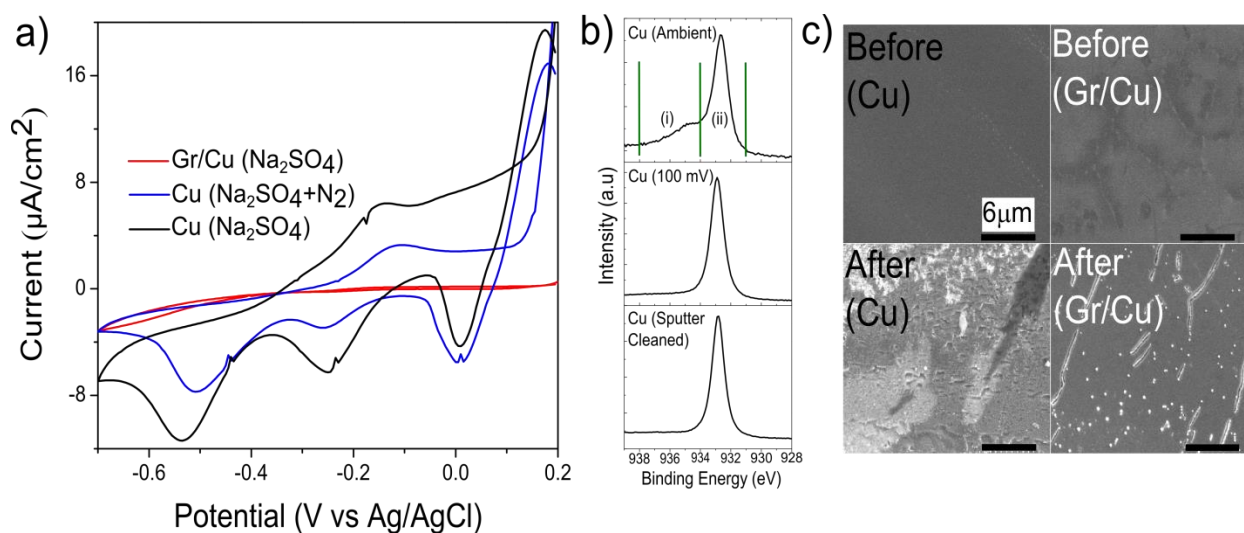 a)
16
8
0
-8
Current (µA/cm²)
Gr/Cu (Na₂SO₄)
Cu (Na₂SO₄+N₂)
Cu (Na₂SO₄)
-0.6
-0.4
-0.2
0.0
0.2
Potential (V vs Ag/AgCl)
b)
Cu (Ambient)
(i)
(ii)
Cu (100 mV)
Cu (Sputter
Cleaned)
Intensity (a.u)
938 936 934 932 930 928
Binding Energy (eV)
c)
Before
(Cu)
6µm
Before
(Gr/Cu)
After
(Cu)
After
(Gr/Cu)